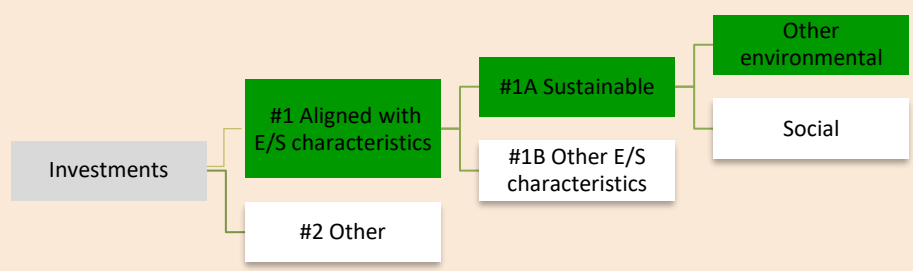 Investments
#1 Aligned with
E/S characteristics
#2 Other
#1A Sustainable
#1B Other E/S
characteristics
Other
environmental
Social